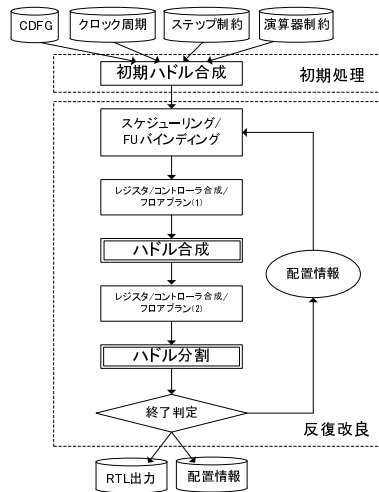 CDFG
クロック周期
ステップ制約
演算器制約
初期ハドル合成
初期処理
スケジューリング/
FUバインディング
レジスタ/コントローラ合成/
フロアプラン(1)
ハドル合成
配置情報
レジスタ/コントローラ合成/
フロアプラン(2)
ハドル分割
終了判定
反復改良
RTL出力
配置情報